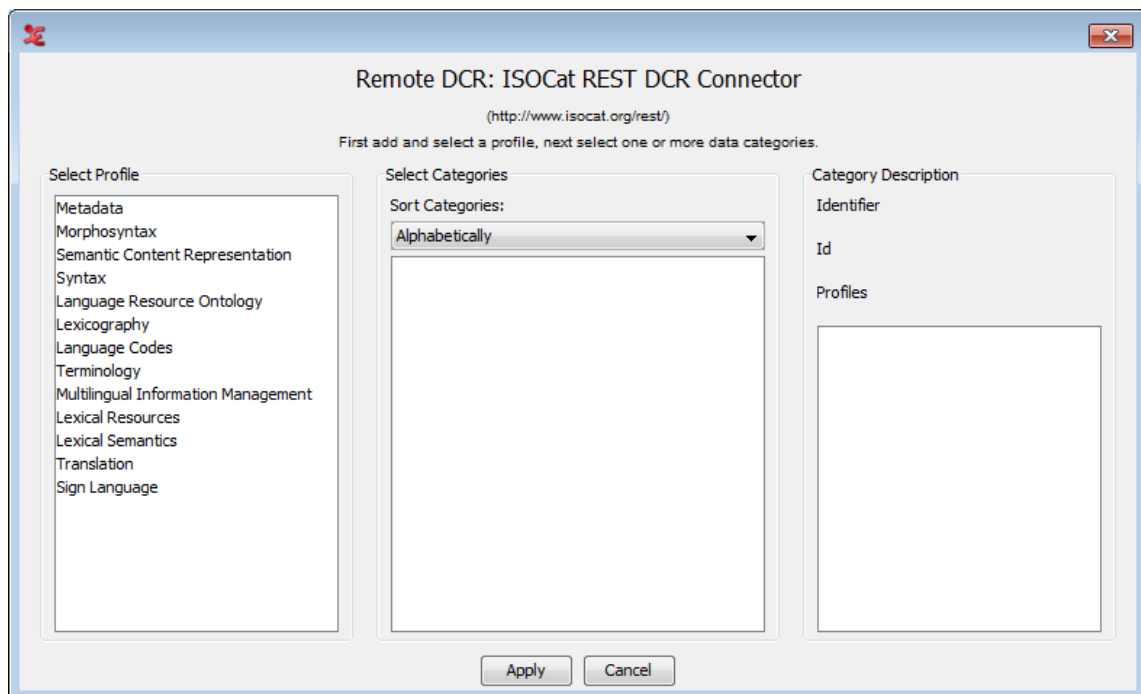 Remote DCR: ISOCat REST DCR Connector
(http://www.isocat.org/rest/)
First add and select a profile, next select one or more data categories.
Select Profile
Metadata
Morphosyntax
Semantic Content Representation
Syntax
Language Resource Ontology
Lexicography
Language Codes
Terminology
Multilingual Information Management
Lexical Resources
Lexical Semantics
Translation
Sign Language
Select Categories
Sort Categories:
Alphabetically
Category Description
Identifier
Id
Profiles
Apply
Cancel